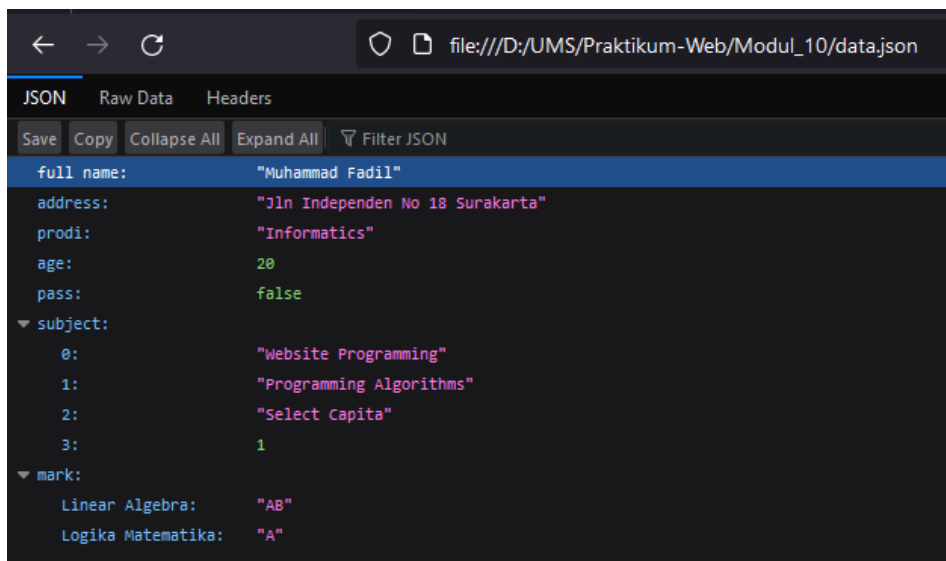 file:///D:/UMS/Praktikum-Web/Modul_10/data.json
JSON Raw Data Headers
Save Copy Collapse All Expand All Filter JSON
full name: "Muhammad Fadil"
address: "Jln Independen No 18 Surakarta"
prodi: "Informatics"
age: 20
pass: false
subject:
0: "Website Programming"
1: "Programming Algorithms"
2: "Select Capita"
3: 1
mark:
Linear Algebra: "AB"
Logika Matematika: "A"